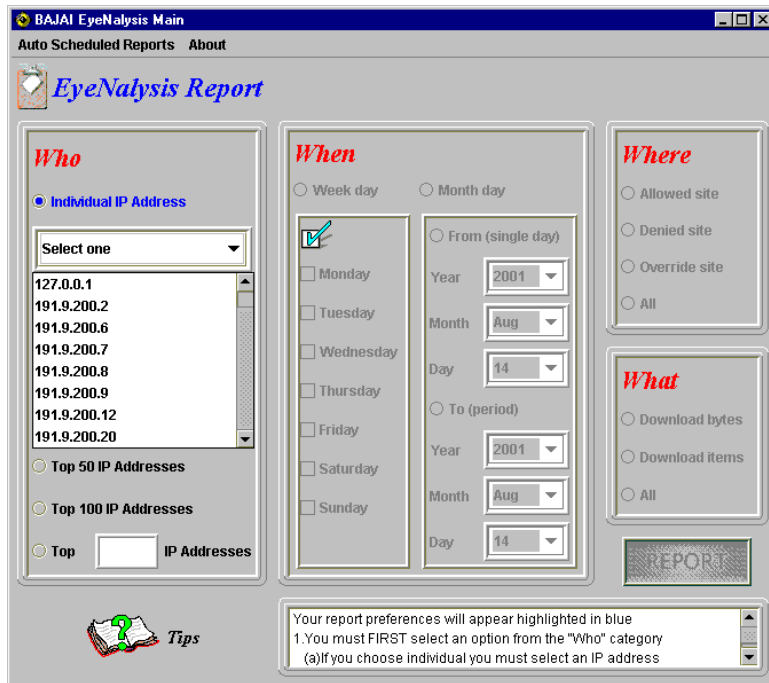 BAJAI EyeNalysis Main
Auto Scheduled Reports About
EyeNalysis Report
Who
Individual IP Address
Select one
127.0.0.1
191.9.200.2
191.9.200.6
191.9.200.7
191.9.200.8
191.9.200.9
191.9.200.12
191.9.200.20
Top 50 IP Addresses
Top 100 IP Addresses
Top IP Addresses
When
Week day Month day
Monday
Tuesday
Wednesday
Thursday
Friday
Saturday
Sunday
From (single day)
Year 2001
Month Aug
Day 14
To (period)
Year 2001
Month Aug
Day 14
Where
Allowed site
Denied site
Override site
All
What
Download bytes
Download items
All
REPORT
Tips
Your report preferences will appear highlighted in blue
1.You must FIRST select an option from the "Who" category
(a)If you choose individual you must select an IP address